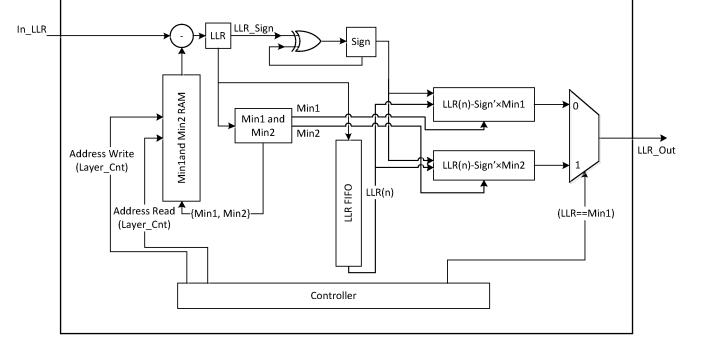 In_LLR
-
LLR
LLR_Sign
Sign
Min1and Min2 RAM
Min1 and
Min2
Min1
Min2
LLR(n)-Sign'×Min1
LLR(n)-Sign'×Min2
0
1
LLR_Out
Address Write
(Layer_Cnt)
Address Read
(Layer_Cnt)
{Min1, Min2}
LLR FIFO
LLR(n)
(LLR==Min1)
Controller